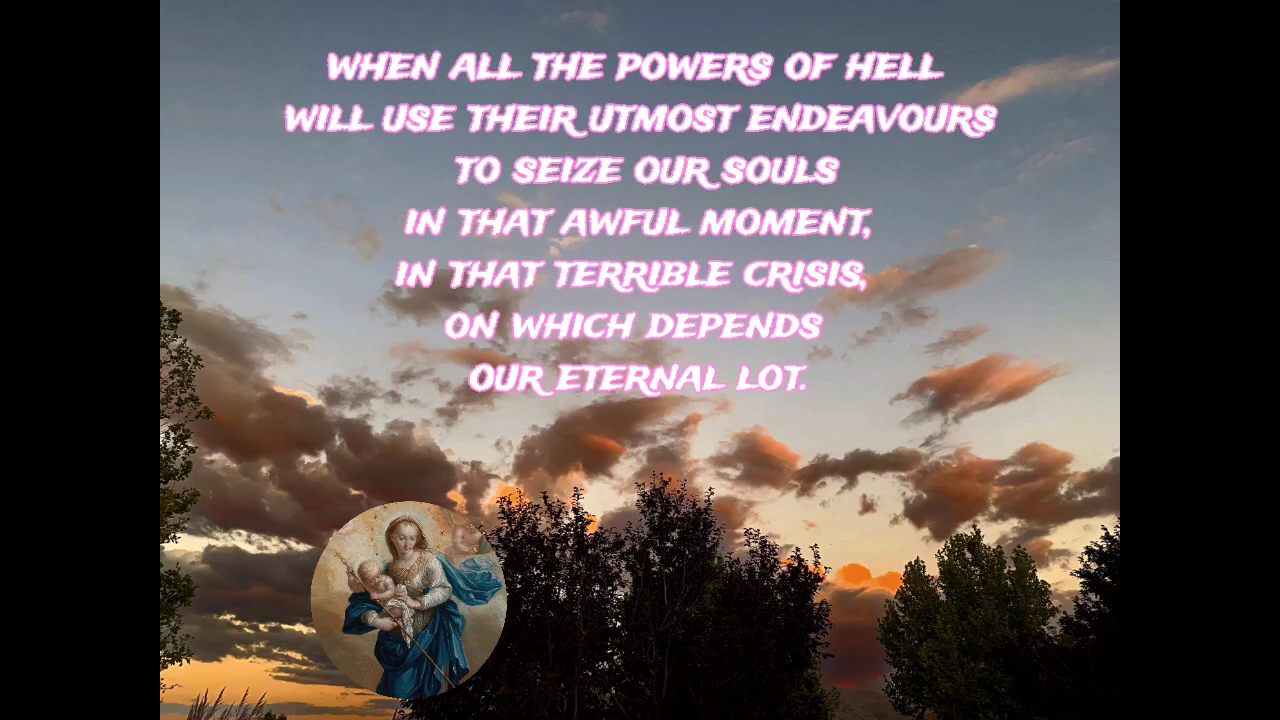 WHEN ALL THE POWERS OF HELL
WILL USE THEIR UTMOST ENDEAVOURS
TO SEIZE OUR SOULS
IN THAT AWFUL MOMENT,
IN THAT TERRIBLE CRISIS,
ON WHICH DEPENDS
OUR ETERNAL LOT.